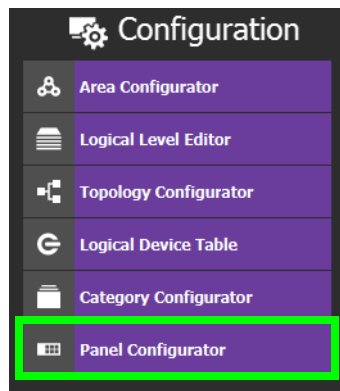 Configuration
Area Configurator
Logical Level Editor
Topology Configurator
Logical Device Table
Category Configurator
Panel Configurator